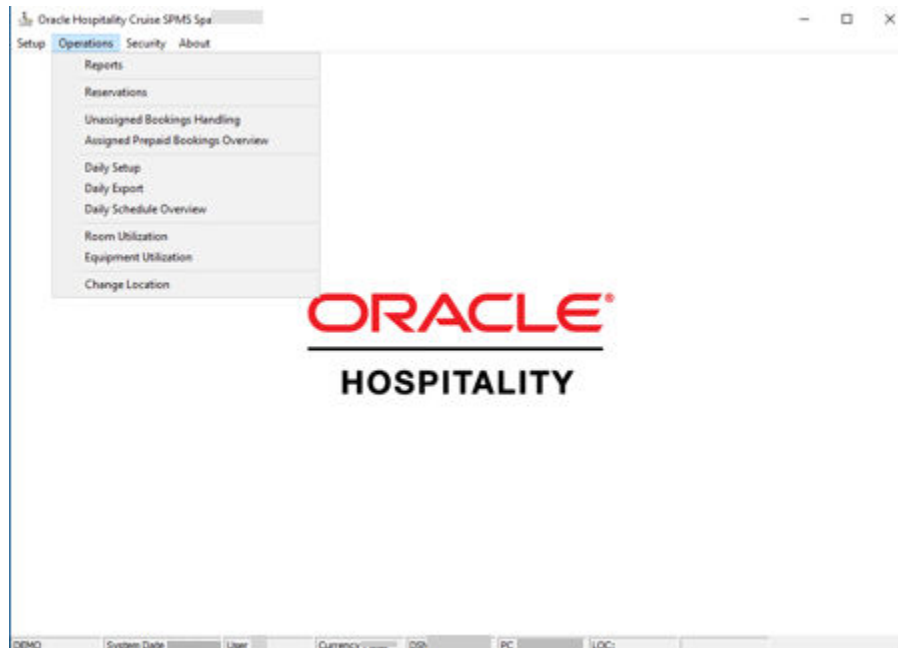 Oracle Hospitality Cruise SPMS Spa
Setup Operations Security About
Reports
Reservations
Unassigned Bookings Handling
Assigned Prepaid Bookings Overview
Daily Setup
Daily Export
Daily Schedule Overview
Room Utilization
Equipment Utilization
Change Location
ORACLE®
HOSPITALITY
DEMO System Date User Currency DSN PC LOC: